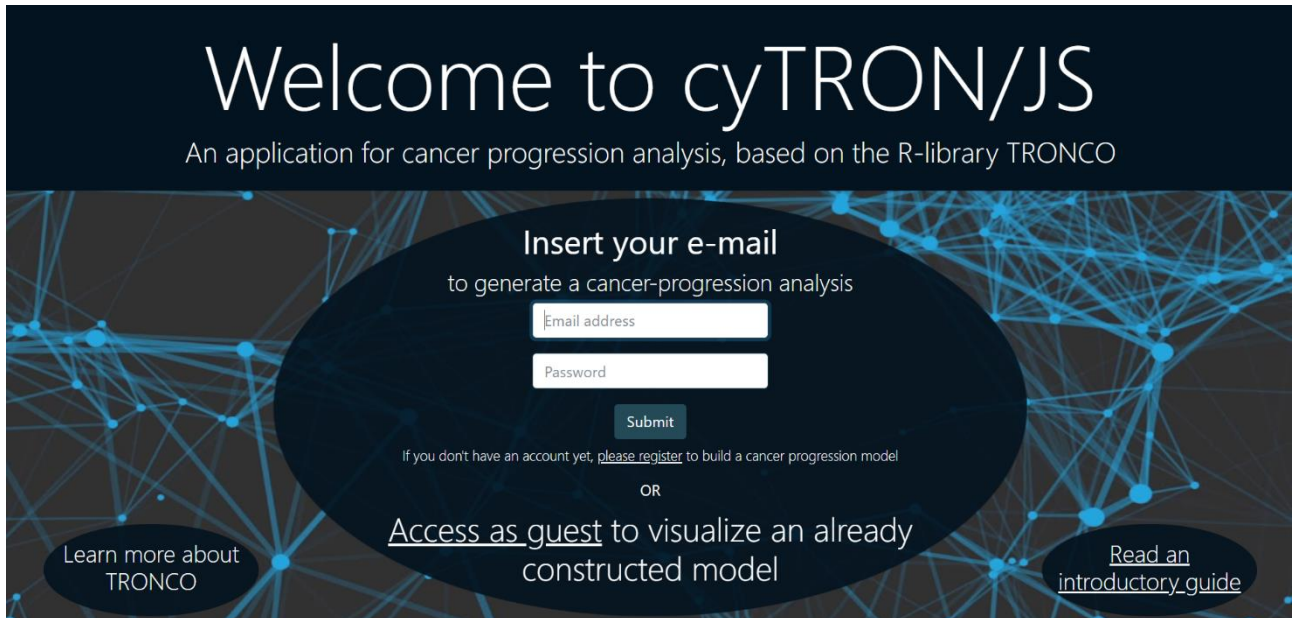 Welcome to cyTRON/JS
An application for cancer progression analysis, based on the R-library TRONCO
Insert your e-mail
to generate a cancer-progression analysis
Email address
Password
Submit
If you don't have an account yet, please register to build a cancer progression model
OR
Access as guest to visualize an already
constructed model
Learn more about
TRONCO
Read an
introductory guide